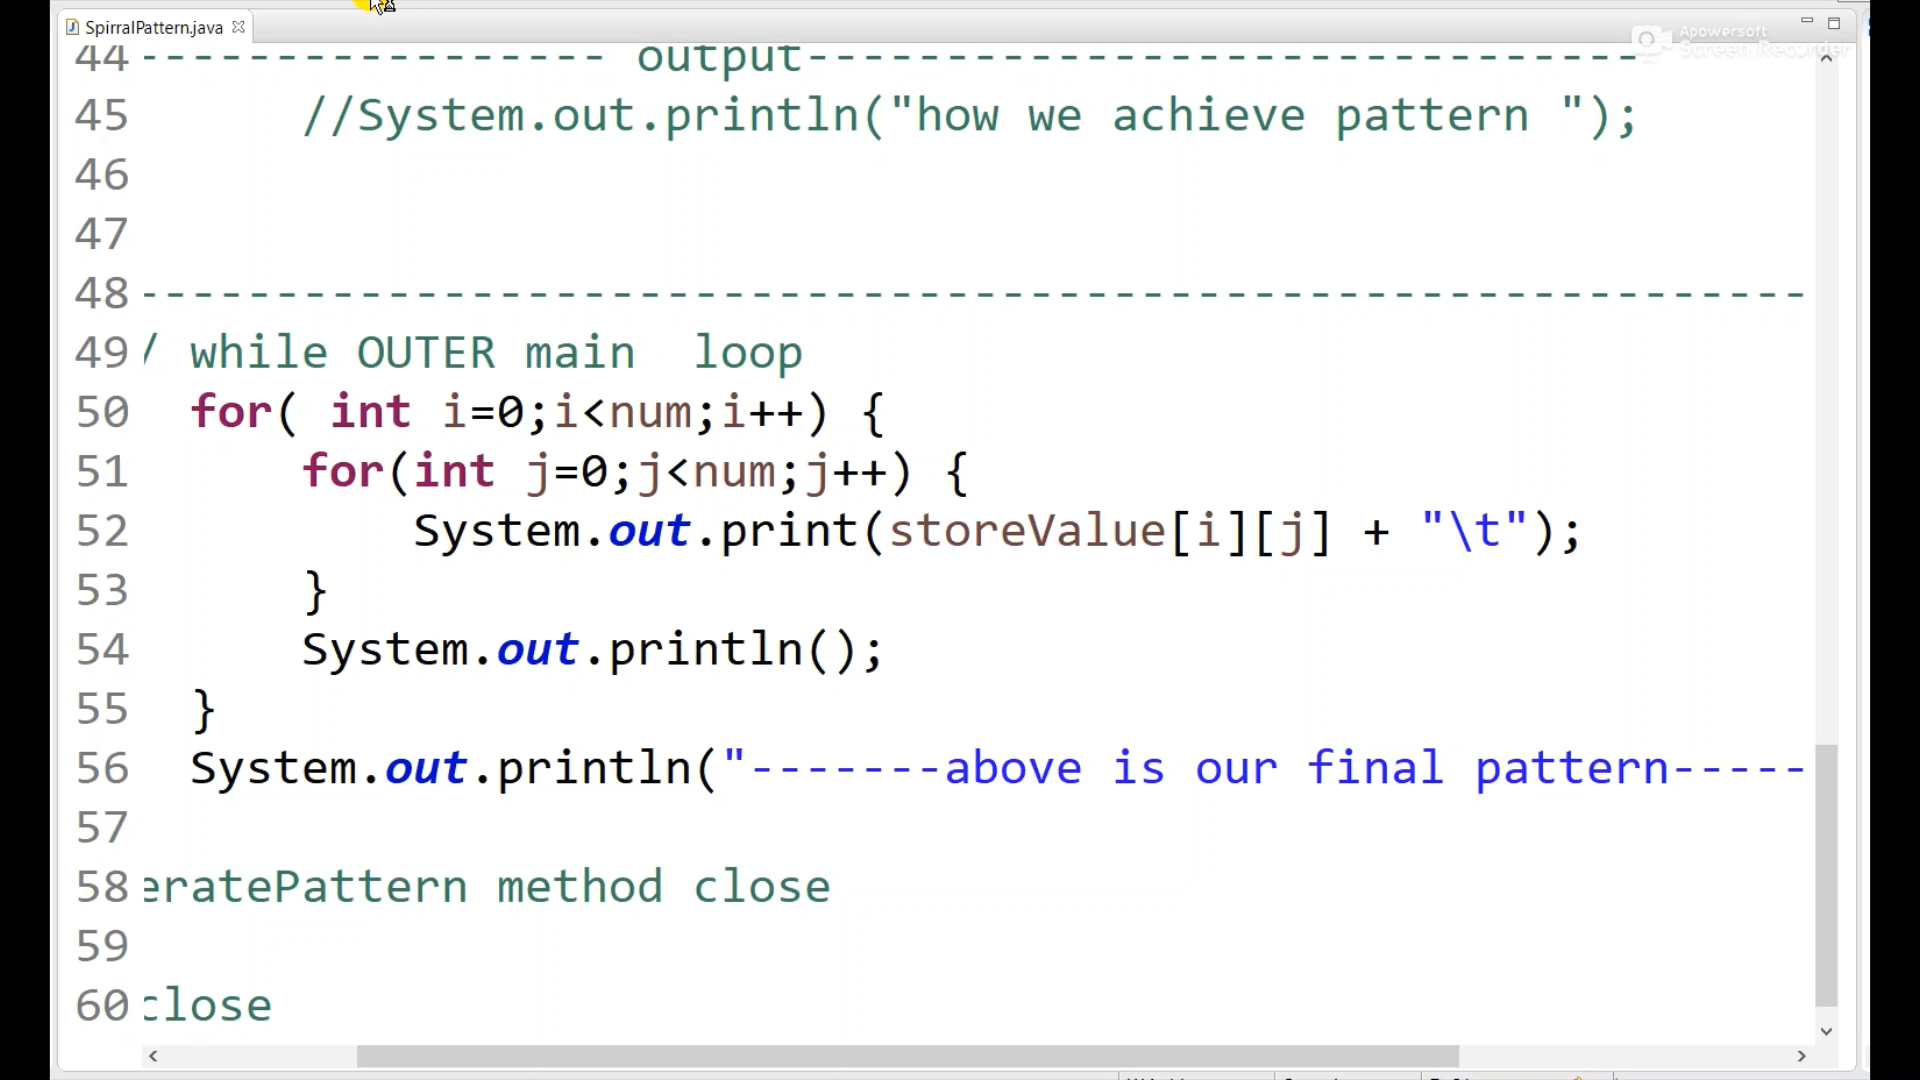 SpirralPattern.java
Apowersoft
Screen Recorder
44 ----------------- output------------------------------
45 //System.out.println("how we achieve pattern ");
46
47
48 ------------------------------------------------------------
49 / while OUTER main  loop
50 for( int i=0;i<num;i++) {
51 for(int j=0;j<num;j++) {
52 System.out.print(storeValue[i][j] + "\t");
53 }
54 System.out.println();
55 }
56 System.out.println("-------above is our final pattern-----
57
58 eratePattern method close
59
60 close